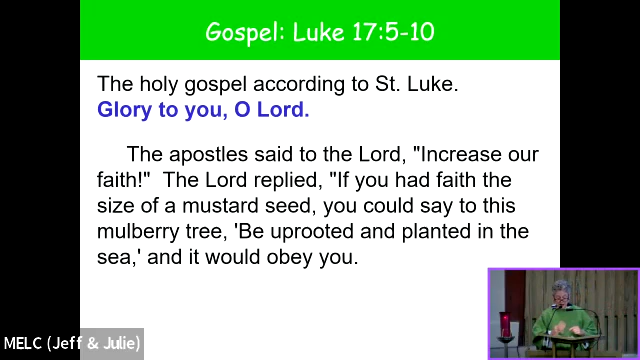 Gospel: Luke 17:5-10
The holy gospel according to St. Luke.
Glory to you, O Lord.
The apostles said to the Lord, "Increase our
faith!"  The Lord replied, "If you had faith the
size of a mustard seed, you could say to this
mulberry tree, 'Be uprooted and planted in the
sea,' and it would obey you.
MELC (Jeff & Julie)